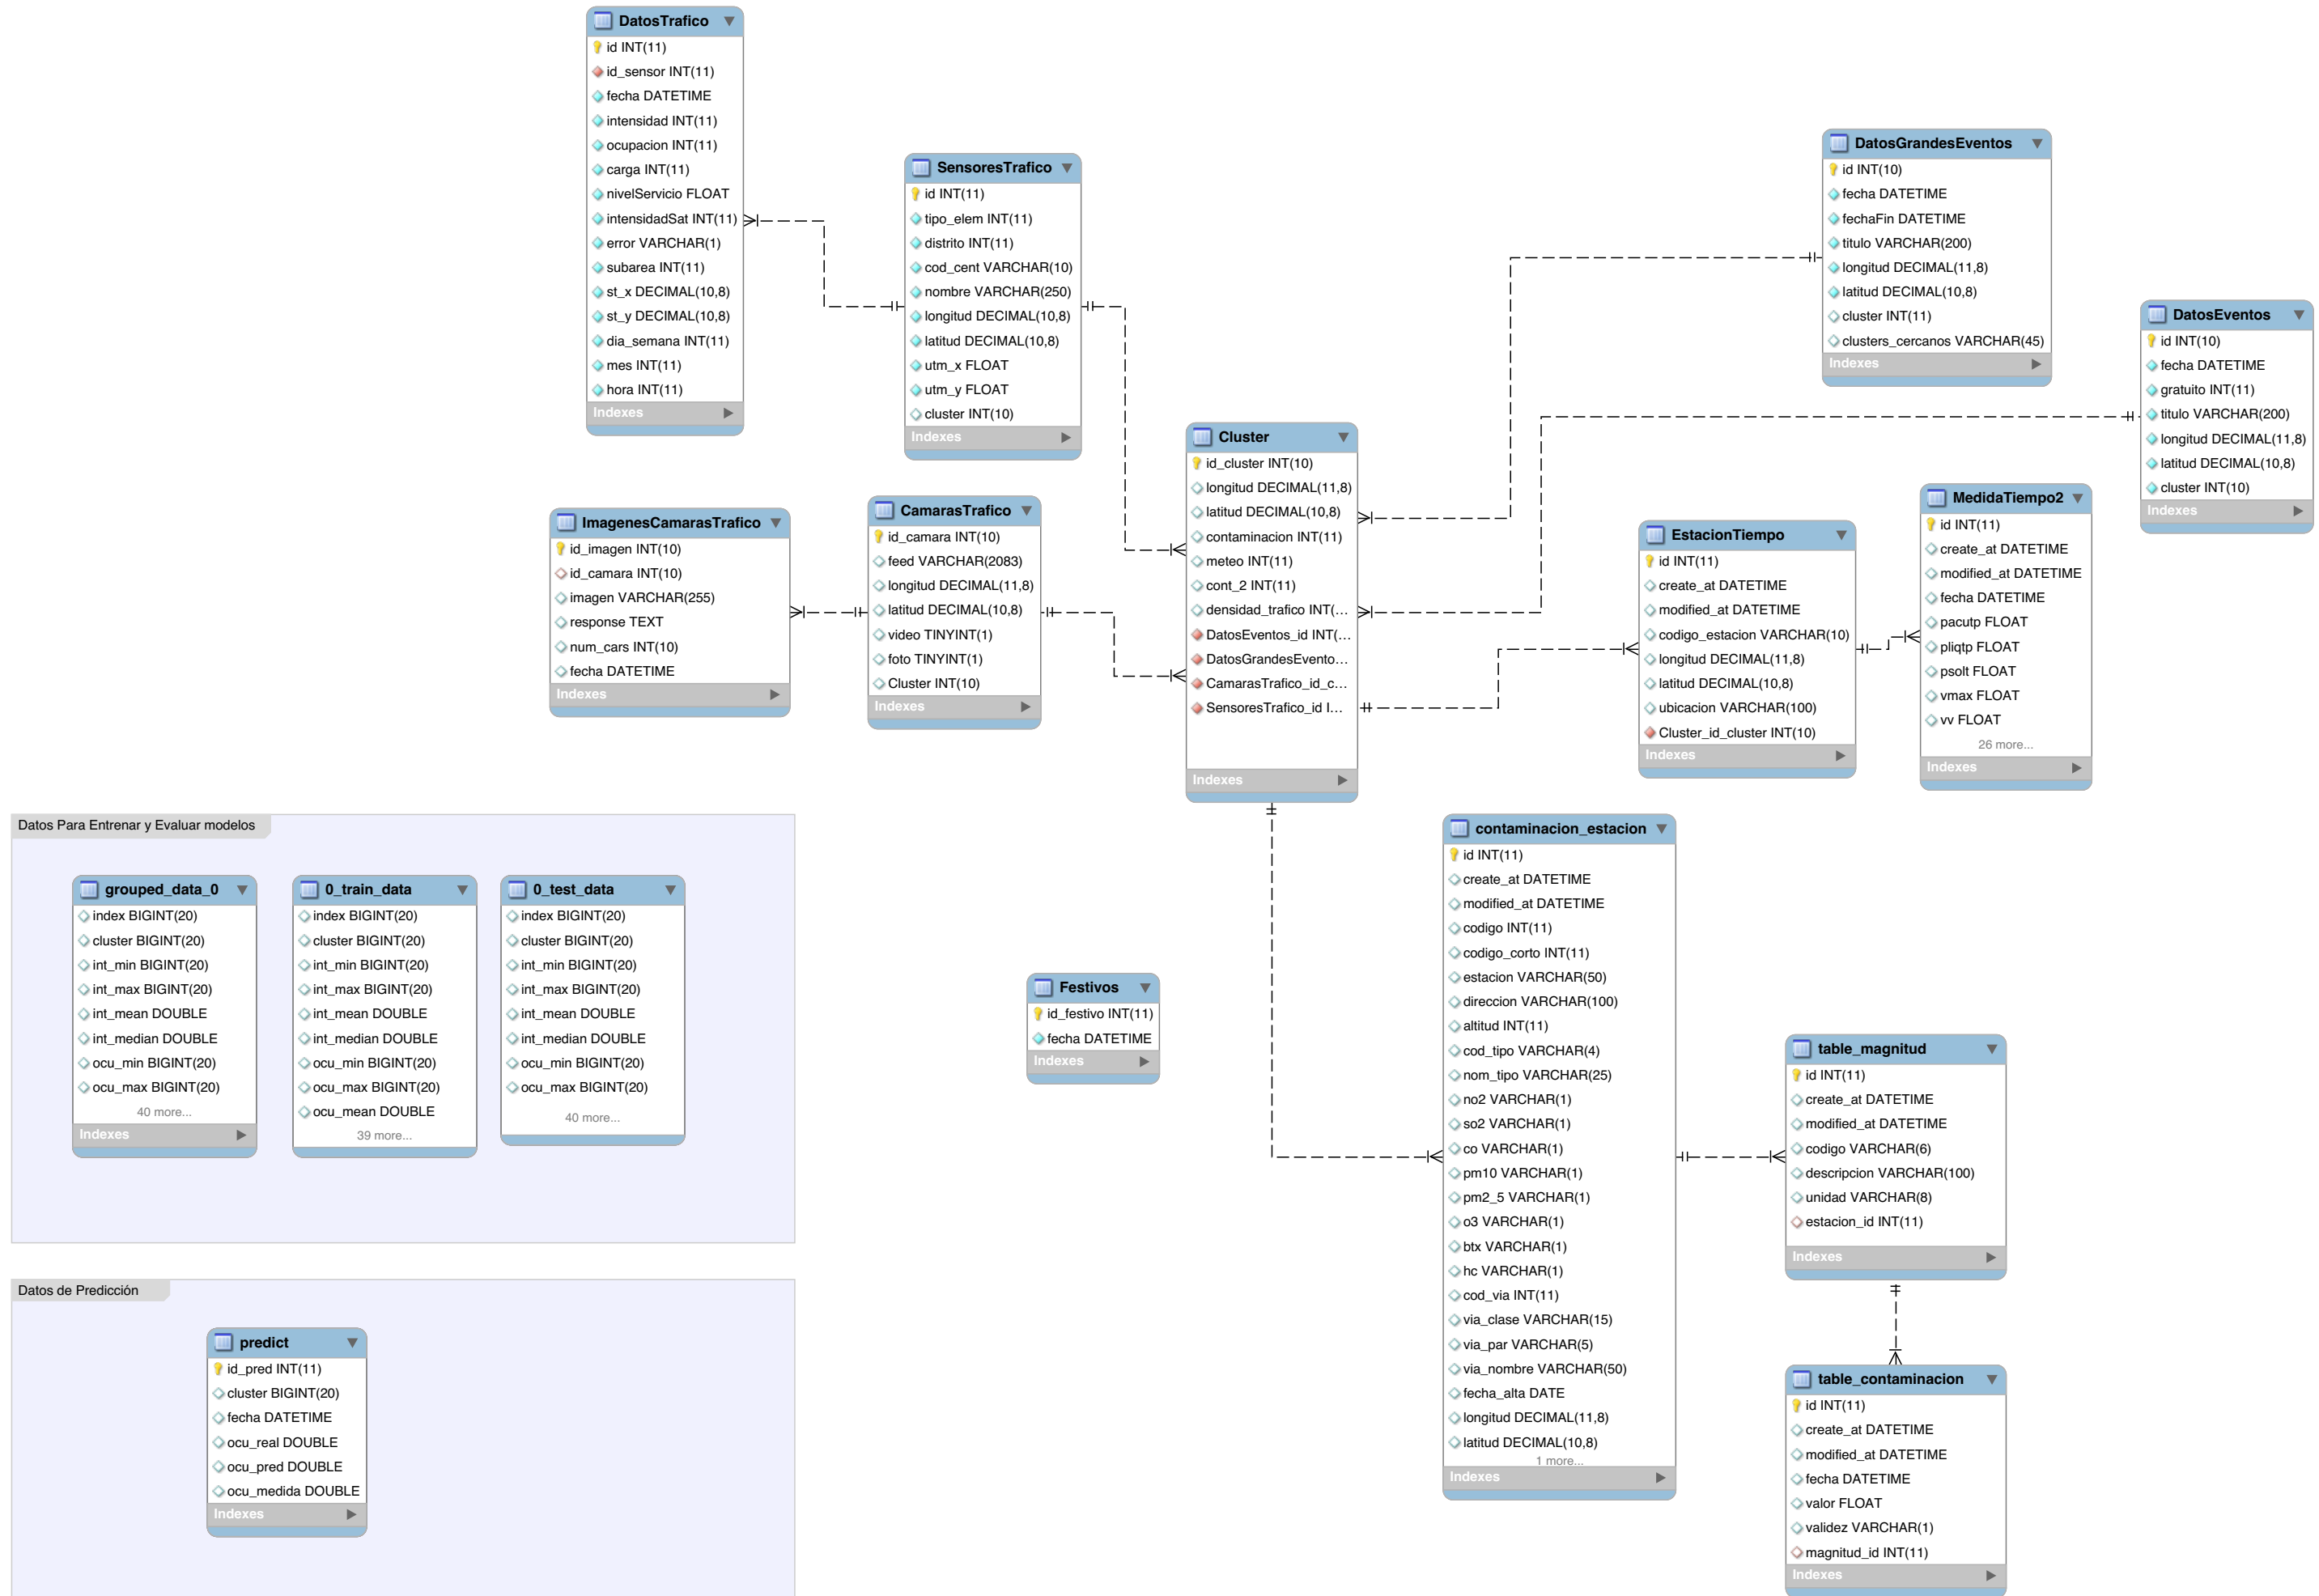 DatosTrafico
id INT(11)
id_sensor INT(11)
fecha DATETIME
intensidad INT(11)
ocupacion INT(11)
carga INT(11)
nivelServicio FLOAT
intensidadSat INT(11)
error VARCHAR(1)
subarea INT(11)
st_x DECIMAL(10,8)
st_y DECIMAL(10,8)
dia_semana INT(11)
mes INT(11)
hora INT(11)
Indexes
SensoresTrafico
id INT(11)
tipo_elem INT(11)
distrito INT(11)
cod_cent VARCHAR(10)
nombre VARCHAR(250)
longitud DECIMAL(10,8)
latitud DECIMAL(10,8)
utm_x FLOAT
utm_y FLOAT
cluster INT(10)
Indexes
DatosGrandesEventos
id INT(10)
fecha DATETIME
fechaFin DATETIME
titulo VARCHAR(200)
longitud DECIMAL(11,8)
latitud DECIMAL(10,8)
cluster INT(11)
clusters_cercanos VARCHAR(45)
Indexes
DatosEventos
id INT(10)
fecha DATETIME
gratuito INT(11)
titulo VARCHAR(200)
longitud DECIMAL(11,8)
latitud DECIMAL(10,8)
cluster INT(10)
Indexes
ImagenesCamarasTrafico
id_imagen INT(10)
id_camara INT(10)
imagen VARCHAR(255)
response TEXT
num_cars INT(10)
fecha DATETIME
Indexes
CamarasTrafico
id_camara INT(10)
feed VARCHAR(2083)
longitud DECIMAL(11,8)
latitud DECIMAL(10,8)
video TINYINT(1)
foto TINYINT(1)
Cluster INT(10)
Indexes
Cluster
id_cluster INT(10)
longitud DECIMAL(11,8)
latitud DECIMAL(10,8)
contaminacion INT(11)
meteo INT(11)
cont_2 INT(11)
densidad_trafico INT(...
DatosEventos_id INT(...
DatosGrandesEvento...
CamarasTrafico_id_c...
SensoresTrafico_id I...
Indexes
EstacionTiempo
id INT(11)
create_at DATETIME
modified_at DATETIME
codigo_estacion VARCHAR(10)
longitud DECIMAL(11,8)
latitud DECIMAL(10,8)
ubicacion VARCHAR(100)
Cluster_id_cluster INT(10)
Indexes
MedidaTiempo2
id INT(11)
create_at DATETIME
modified_at DATETIME
fecha DATETIME
pacutp FLOAT
pliqtp FLOAT
psolt FLOAT
vmax FLOAT
vv FLOAT
26 more...
Indexes
Datos Para Entrenar y Evaluar modelos
grouped_data_0
index BIGINT(20)
cluster BIGINT(20)
int_min BIGINT(20)
int_max BIGINT(20)
int_mean DOUBLE
int_median DOUBLE
ocu_min BIGINT(20)
ocu_max BIGINT(20)
40 more...
Indexes
0_train_data
index BIGINT(20)
cluster BIGINT(20)
int_min BIGINT(20)
int_max BIGINT(20)
int_mean DOUBLE
int_median DOUBLE
ocu_min BIGINT(20)
ocu_max BIGINT(20)
ocu_mean DOUBLE
39 more...
0_test_data
index BIGINT(20)
cluster BIGINT(20)
int_min BIGINT(20)
int_max BIGINT(20)
int_mean DOUBLE
int_median DOUBLE
ocu_min BIGINT(20)
ocu_max BIGINT(20)
40 more...
Festivos
id_festivo INT(11)
fecha DATETIME
Indexes
contaminacion_estacion
id INT(11)
create_at DATETIME
modified_at DATETIME
codigo INT(11)
codigo_corto INT(11)
estacion VARCHAR(50)
direccion VARCHAR(100)
altitud INT(11)
cod_tipo VARCHAR(4)
nom_tipo VARCHAR(25)
no2 VARCHAR(1)
so2 VARCHAR(1)
co VARCHAR(1)
pm10 VARCHAR(1)
pm2_5 VARCHAR(1)
o3 VARCHAR(1)
btx VARCHAR(1)
hc VARCHAR(1)
cod_via INT(11)
via_clase VARCHAR(15)
via_par VARCHAR(5)
via_nombre VARCHAR(50)
fecha_alta DATE
longitud DECIMAL(11,8)
latitud DECIMAL(10,8)
1 more...
Indexes
table_magnitud
id INT(11)
create_at DATETIME
modified_at DATETIME
codigo VARCHAR(6)
descripcion VARCHAR(100)
unidad VARCHAR(8)
estacion_id INT(11)
Indexes
table_contaminacion
id INT(11)
create_at DATETIME
modified_at DATETIME
fecha DATETIME
valor FLOAT
validez VARCHAR(1)
magnitud_id INT(11)
Indexes
Datos de Predicción
predict
id_pred INT(11)
cluster BIGINT(20)
fecha DATETIME
ocu_real DOUBLE
ocu_pred DOUBLE
ocu_medida DOUBLE
Indexes